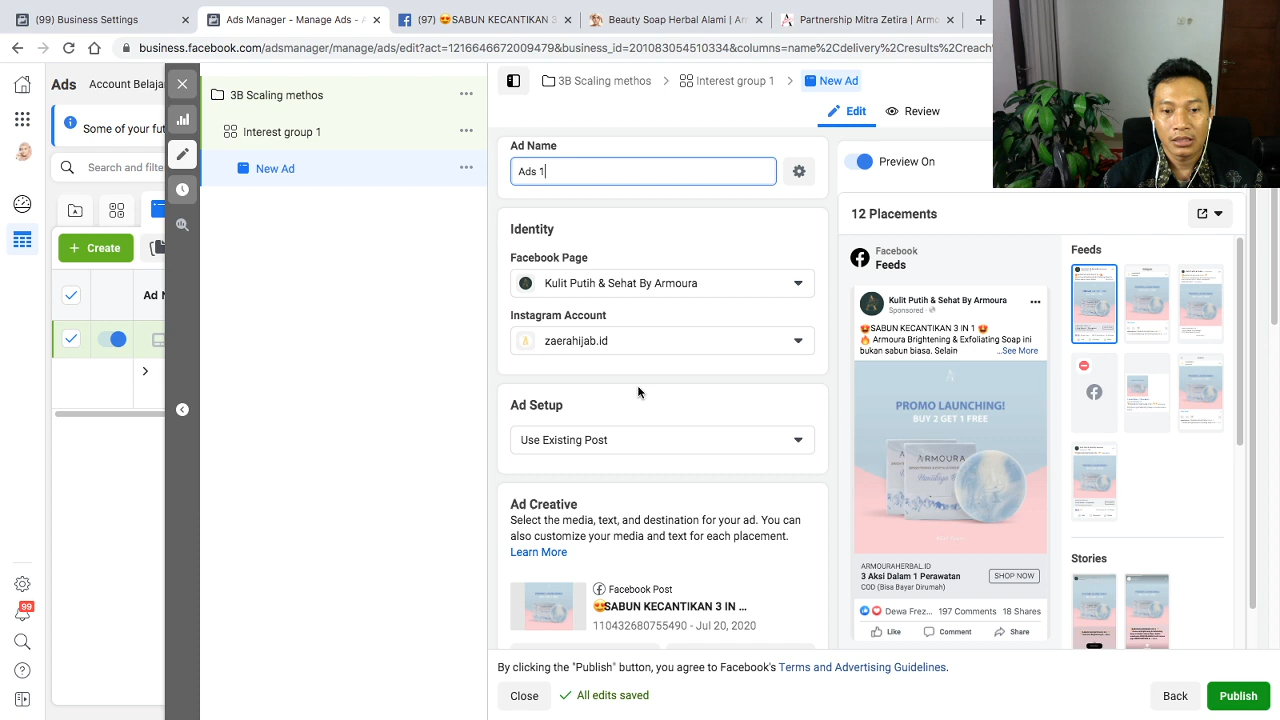 (99) Business Settings
Ads Manager - Manage Ads - A
(97) 😍SABUN KECANTIKAN 3
Beauty Soap Herbal Alami | Ar
Partnership Mitra Zetira | Armo
business.facebook.com/adsmanager/manage/ads/edit?act=1216646672009479&business_id=201083054510334&columns=name%2Cdelivery%2Cresults%2Creach
Ads
Account Belajar
Some of your fut
Search and filte
+ Create
Ad N
99
3B Scaling methos
Interest group 1
New Ad
3B Scaling methos > Interest group 1 > New Ad
Edit
Review
Ad Name
Ads 1
Identity
Facebook Page
Kulit Putih & Sehat By Armoura
Instagram Account
zeerahijab.id
Ad Setup
Use Existing Post
Ad Creative
Select the media, text, and destination for your ad. You can
also customize your media and text for each placement.
Learn More
Facebook Post
😍SABUN KECANTIKAN 3 IN ...
110432680755490 - Jul 20, 2020
Preview On
12 Placements
Facebook
Feeds
Kulit Putih & Sehat By Armoura
Sponsored ·
😍SABUN KECANTIKAN 3 IN 1 😍
🔥 Armoura Brightening & Exfoliating Soap ini
bukan sabun biasa. Selain ...See More
PROMO LAUNCHING!
BUY 2 GET 1 FREE
ARMOURA
ARMOURAHERBAL.ID
3 Aksi Dalam 1 Perawatan
COD (Bisa Bayar Dirumah)
SHOP NOW
Dewa Frez... 197 Comments 18 Shares
Like
Comment
Share
Feeds
Stories
By clicking the "Publish" button, you agree to Facebook's Terms and Advertising Guidelines.
Close
All edits saved
Back
Publish